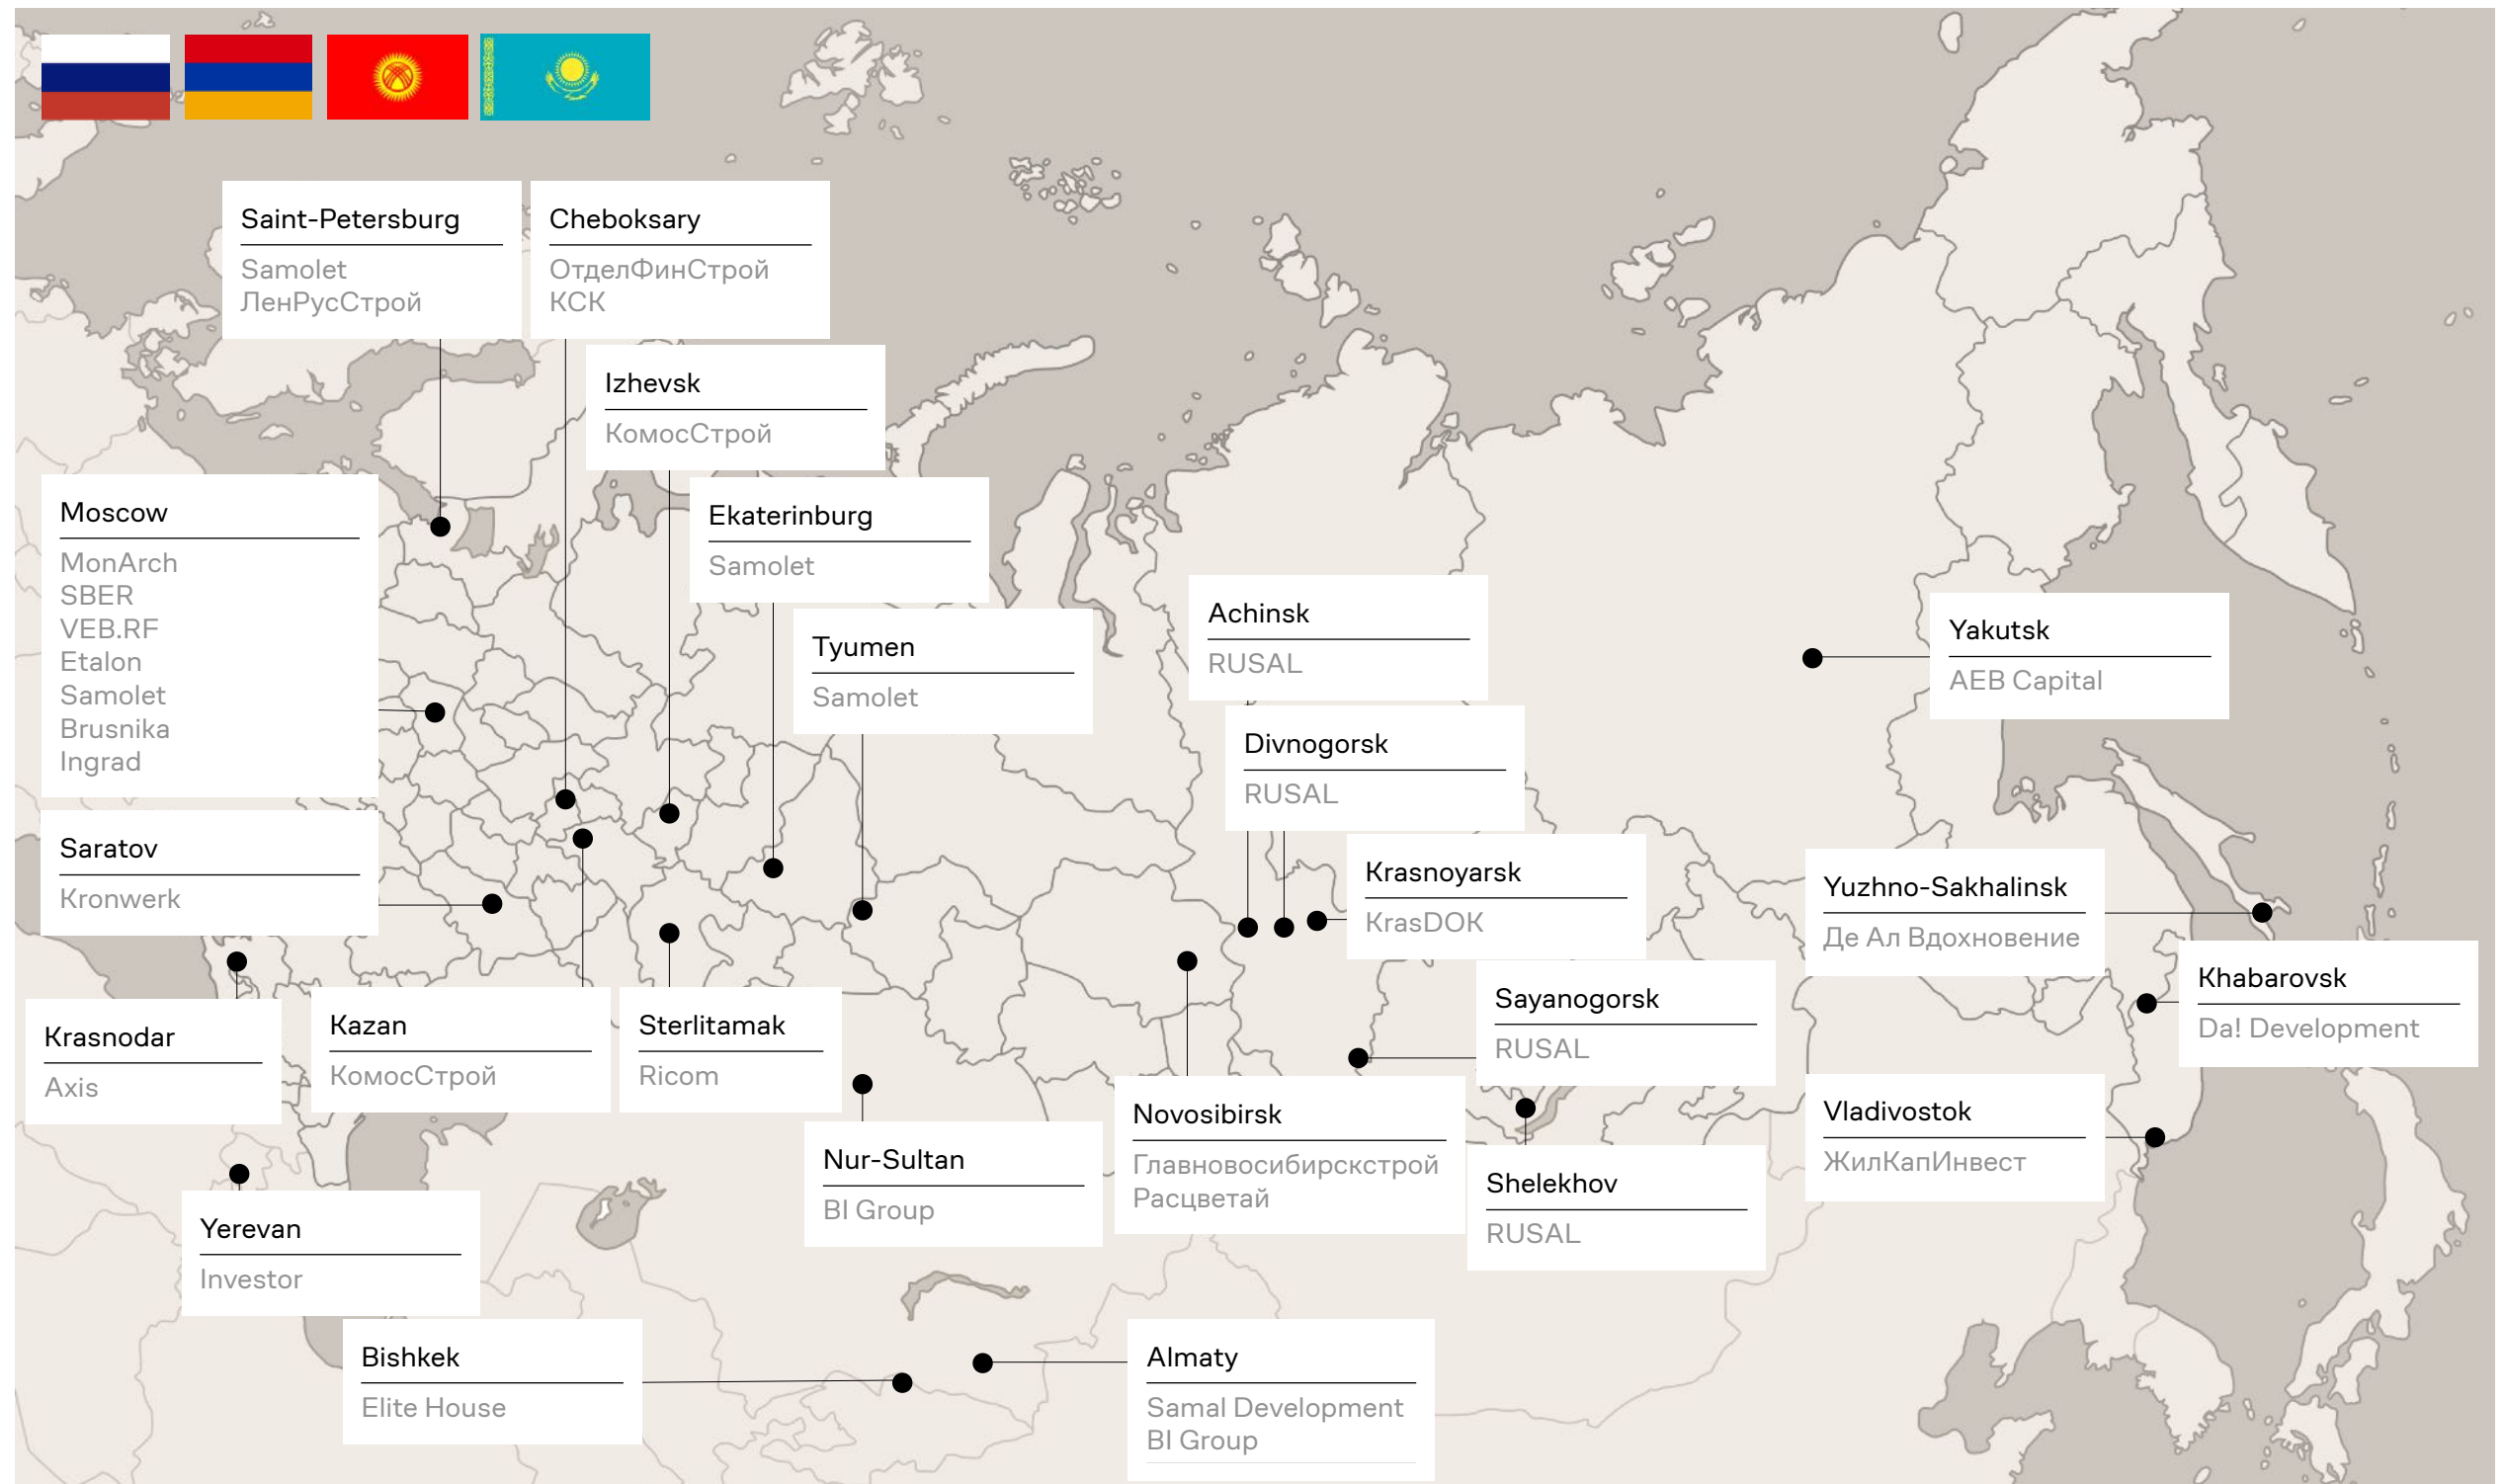 Saint-Petersburg
Samolet
ЛенРусСтрой
Cheboksary
ОтделФинСтрой
КСК
Izhevsk
КомосСтрой
Moscow
MonArch
SBER
VEB.RF
Etalon
Samolet
Brusnika
Ingrad
Ekaterinburg
Samolet
Tyumen
Samolet
Achinsk
RUSAL
Yakutsk
AEB Capital
Divnogorsk
RUSAL
Saratov
Kronwerk
Krasnoyarsk
KrasDOK
Yuzhno-Sakhalinsk
Де Ал Вдохновение
Khabarovsk
Da! Development
Krasnodar
Axis
Kazan
КомосСтрой
Sterlitamak
Ricom
Sayanogorsk
RUSAL
Nur-Sultan
BI Group
Novosibirsk
Главновосибирскстрой
Расцветай
Shelekhov
RUSAL
Vladivostok
ЖилКапИнвест
Yerevan
Investor
Bishkek
Elite House
Almaty
Samal Development
BI Group